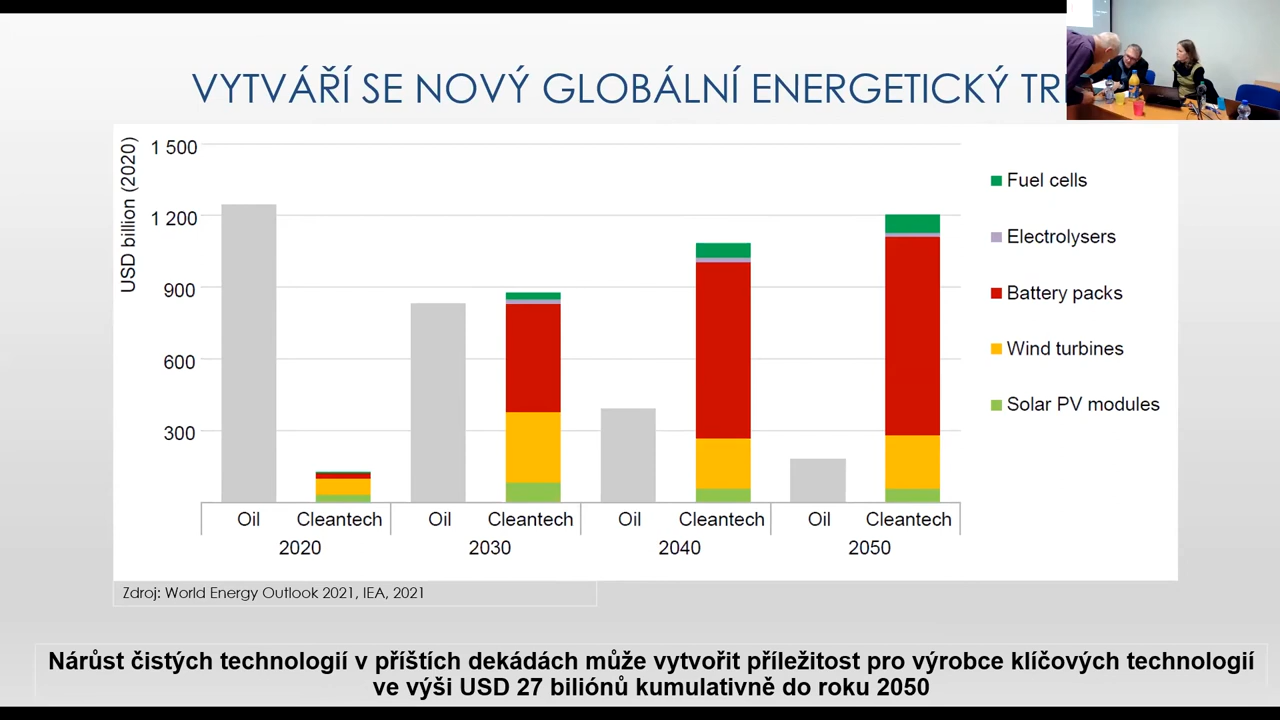 VYTVÁŘÍ SE NOVÝ GLOBÁLNÍ ENERGETICKÝ
USD billion (2020)
1 500
1 200
900
600
300
Oil Cleantech Oil Cleantech Oil Cleantech Oil Cleantech
2020 2030 2040 2050
Fuel cells
Electrolysers
Battery packs
Wind turbines
Solar PV modules
Zdroj: World Energy Outlook 2021, IEA, 2021
Nárůst čistých technologií v příštích dekádách může vytvořit příležitost pro výrobce klíčových technologií
ve výši USD 27 biliónů kumulativně do roku 2050